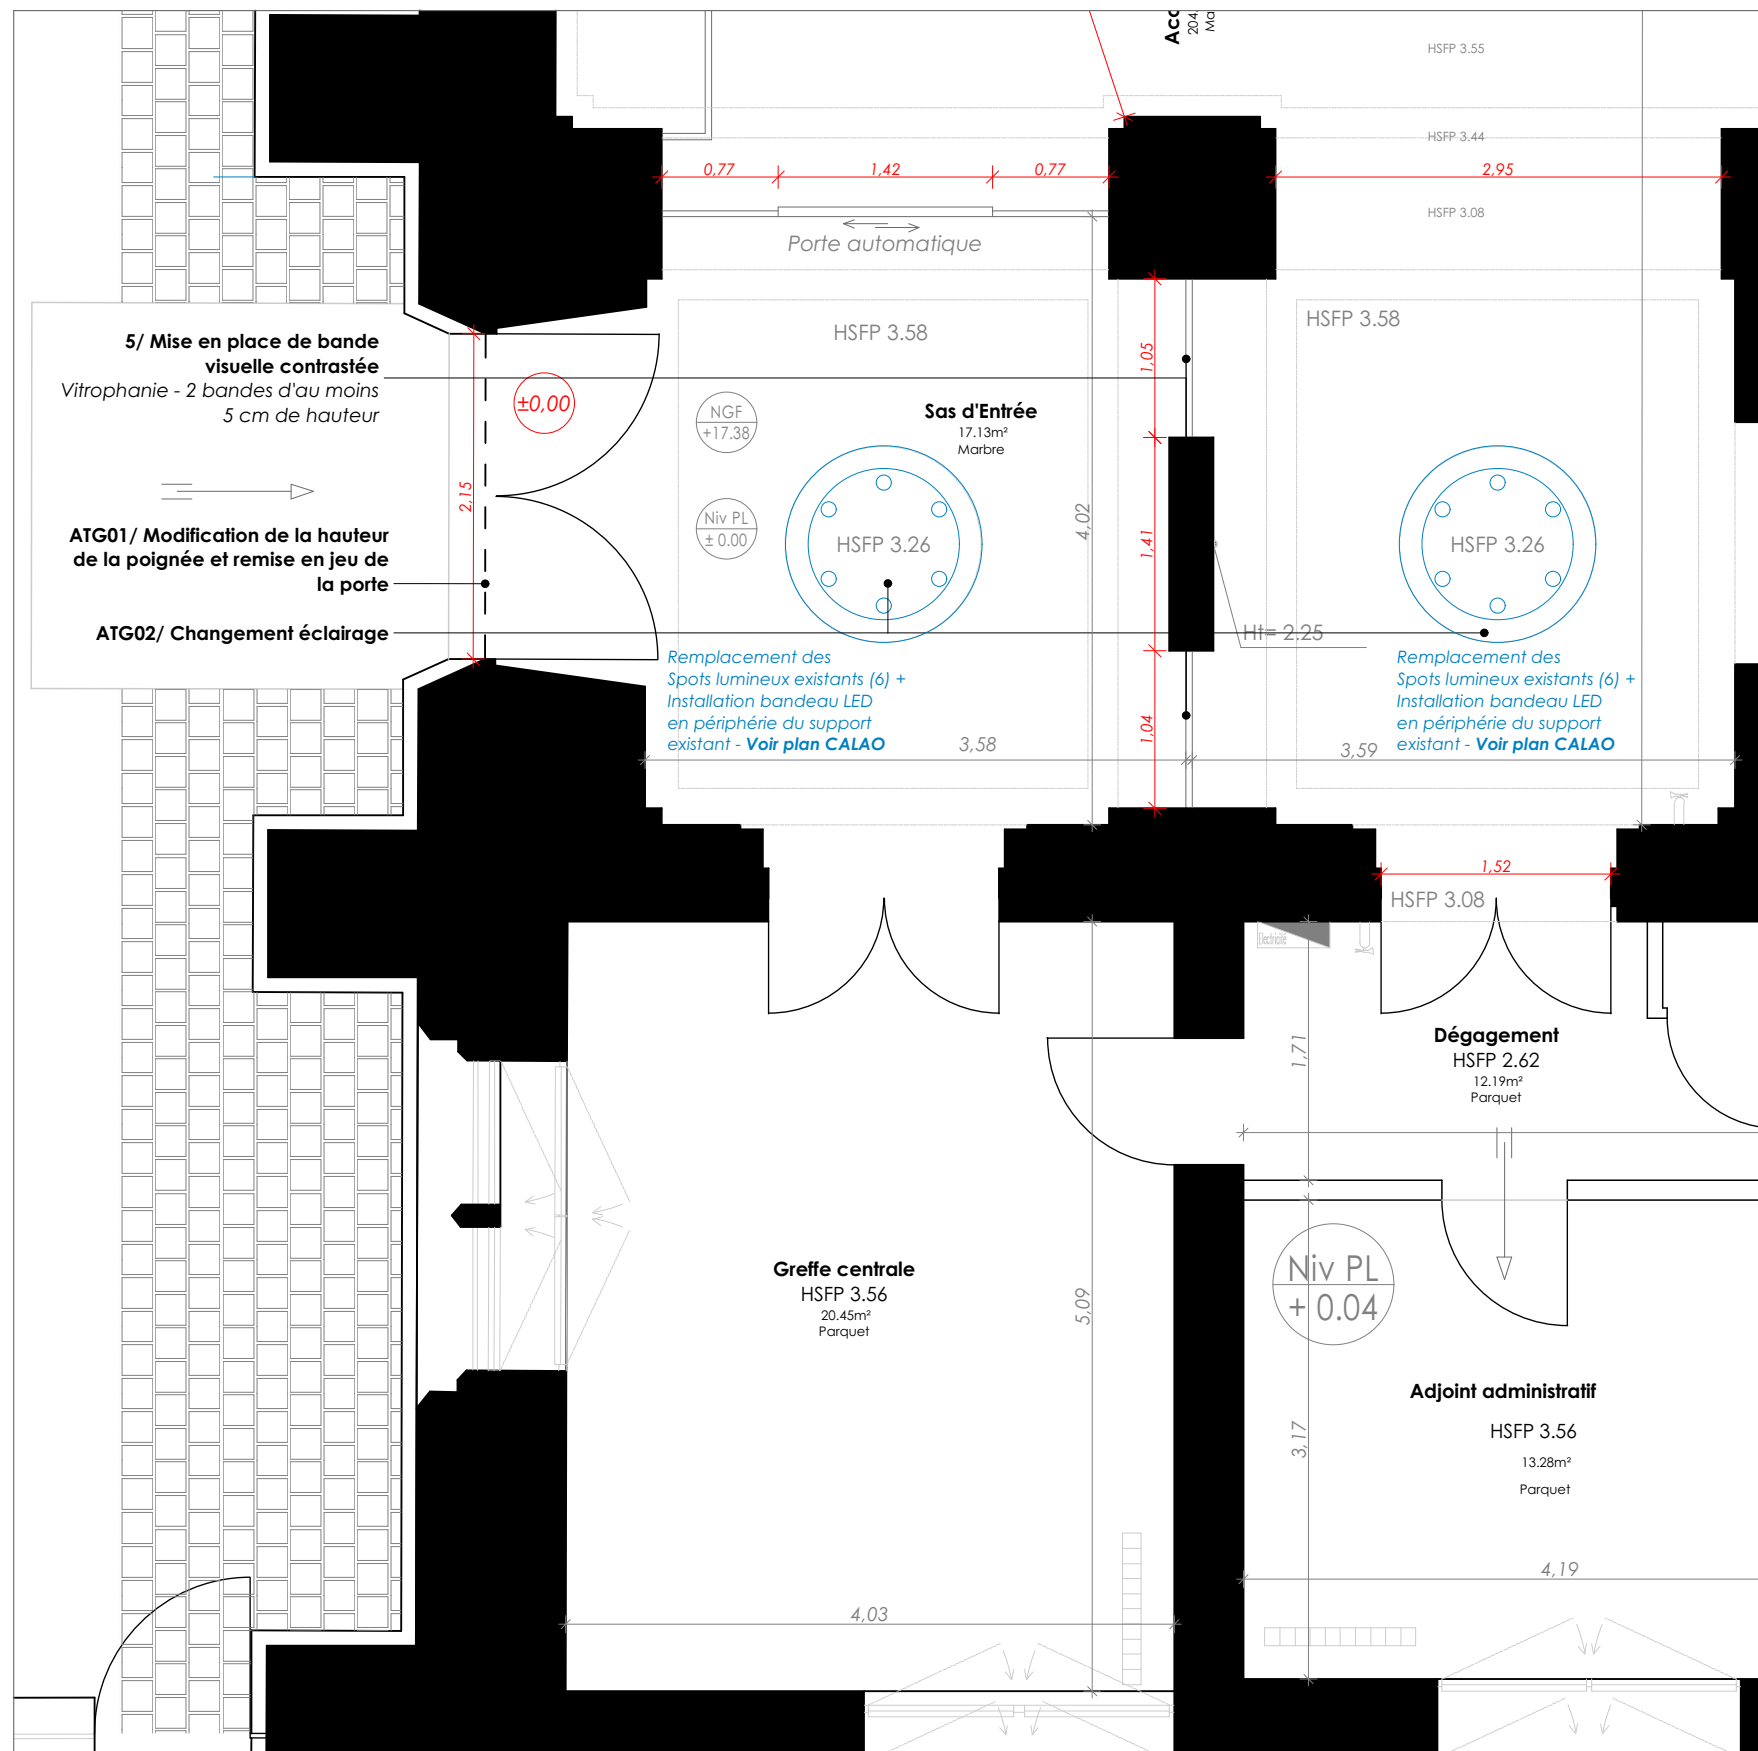 Acc
204.
Ma
HSFP 3.55
HSFP 3.44
HSFP 3.08
0,77
1,42
0,77
2,95
Porte automatique
5/ Mise en place de bande
visuelle contrastée
Vitrophanie - 2 bandes d'au moins
5 cm de hauteur
ATG01/ Modification de la hauteur
de la poignée et remise en jeu de
la porte
ATG02/ Changement éclairage
2,15
±0,00
HSFP 3.58
NGF
+17.38
Sas d'Entrée
17.13m²
Marbre
Niv PL
± 0.00
HSFP 3.26
4,02
1,05
1,41
1,04
HSFP 3.58
HSFP 3.26
Ht= 2.25
Remplacement des
Spots lumineux existants (6) +
Installation bandeau LED
en périphérie du support
existant - Voir plan CALAO
3,58
Remplacement des
Spots lumineux existants (6) +
Installation bandeau LED
en périphérie du support
existant - Voir plan CALAO
3,59
1,52
HSFP 3.08
Electricité
1,71
Dégagement
HSFP 2.62
12.19m²
Parquet
Greffe centrale
HSFP 3.56
20.45m²
Parquet
5,09
4,03
Niv PL
+ 0.04
Adjoint administratif
HSFP 3.56
13.28m²
Parquet
3,17
4,19